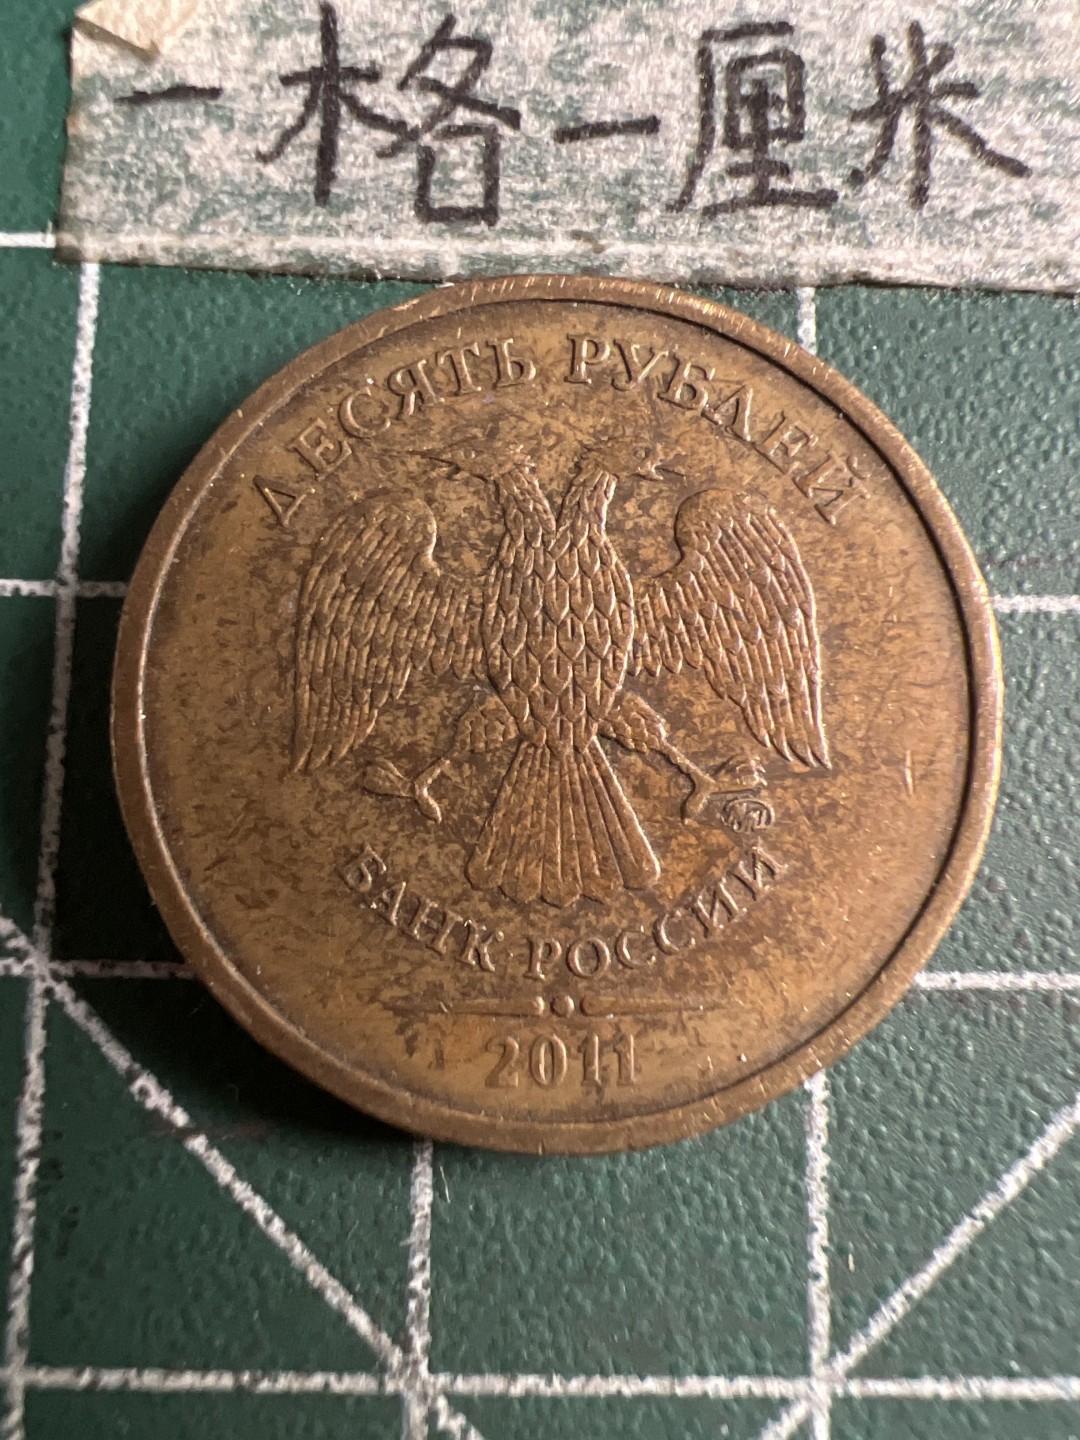 一格一厘米
ДЕСЯТЬ РУБЛЕЙ
БАНК РОССИИ
2011